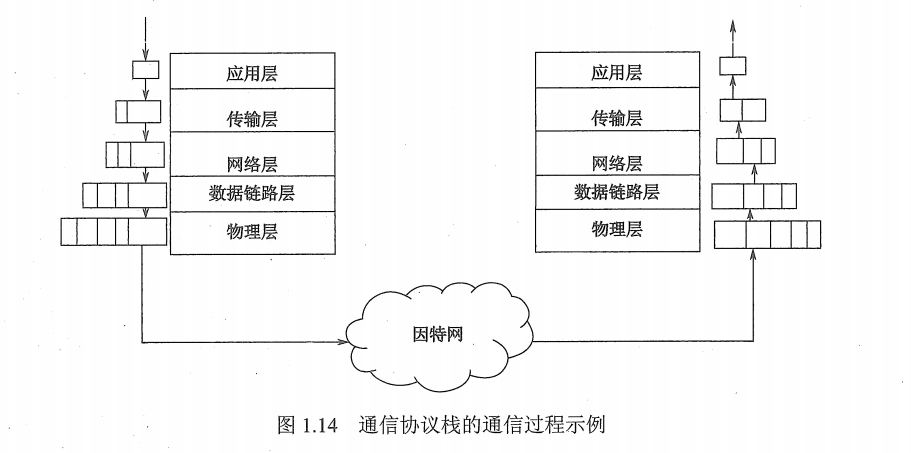 应用层
传输层
网络层
数据链路层
物理层
应用层
传输层
网络层
数据链路层
物理层
因特网
图 1.14 通信协议栈的通信过程示例